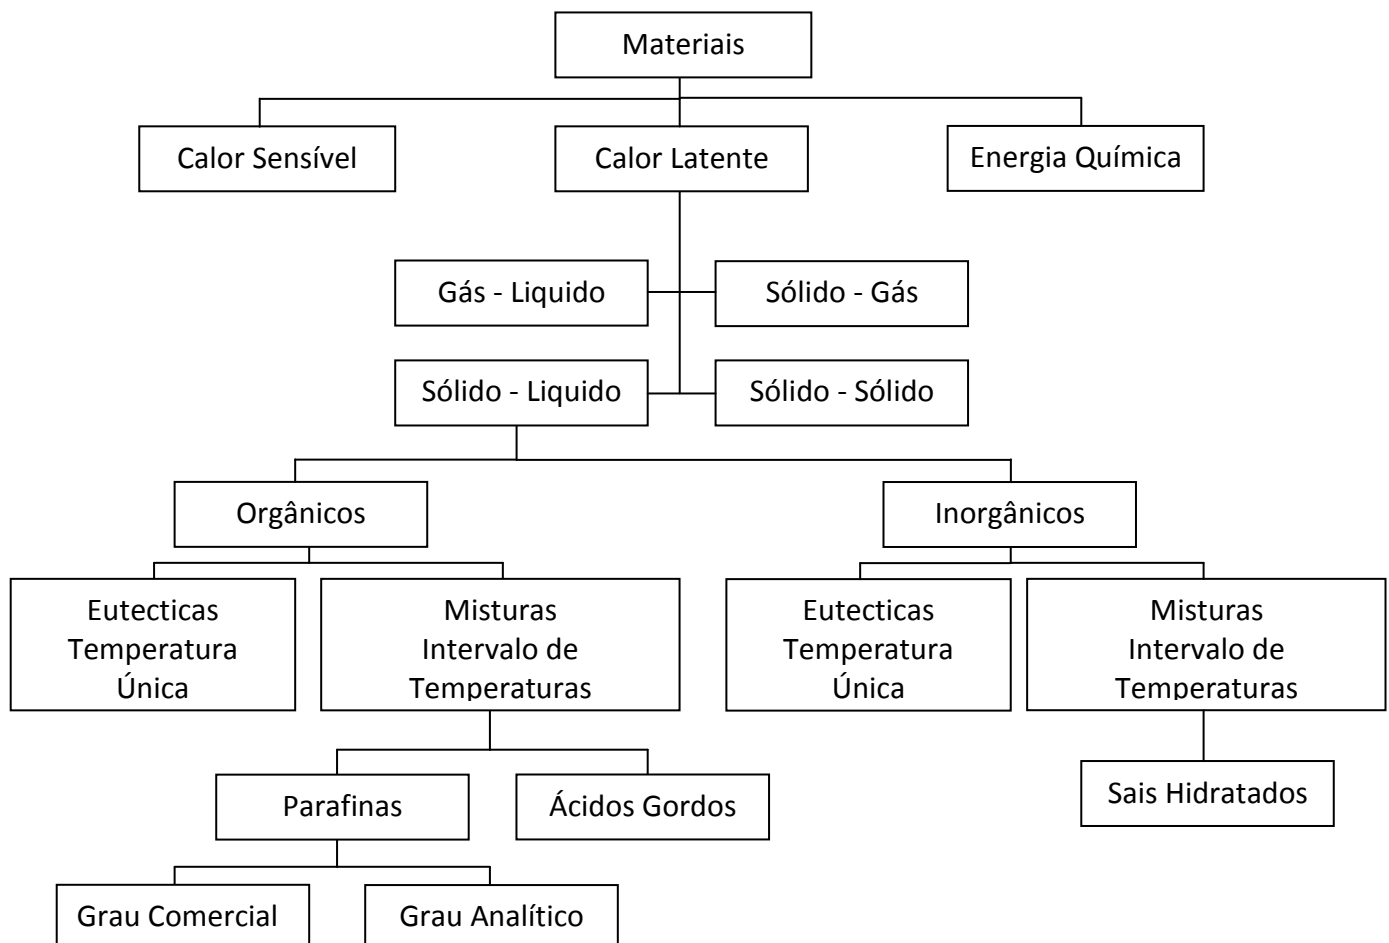 Materiais
Calor Sensível
Calor Latente
Energia Química
Gás - Liquido
Sólido - Gás
Sólido - Liquido
Sólido - Sólido
Orgânicos
Inorgânicos
Eutecticas
Temperatura
Única
Misturas
Intervalo de
Temperaturas
Eutecticas
Temperatura
Única
Misturas
Intervalo de
Temperaturas
Parafinas
Ácidos Gordos
Sais Hidratados
Grau Comercial
Grau Analítico